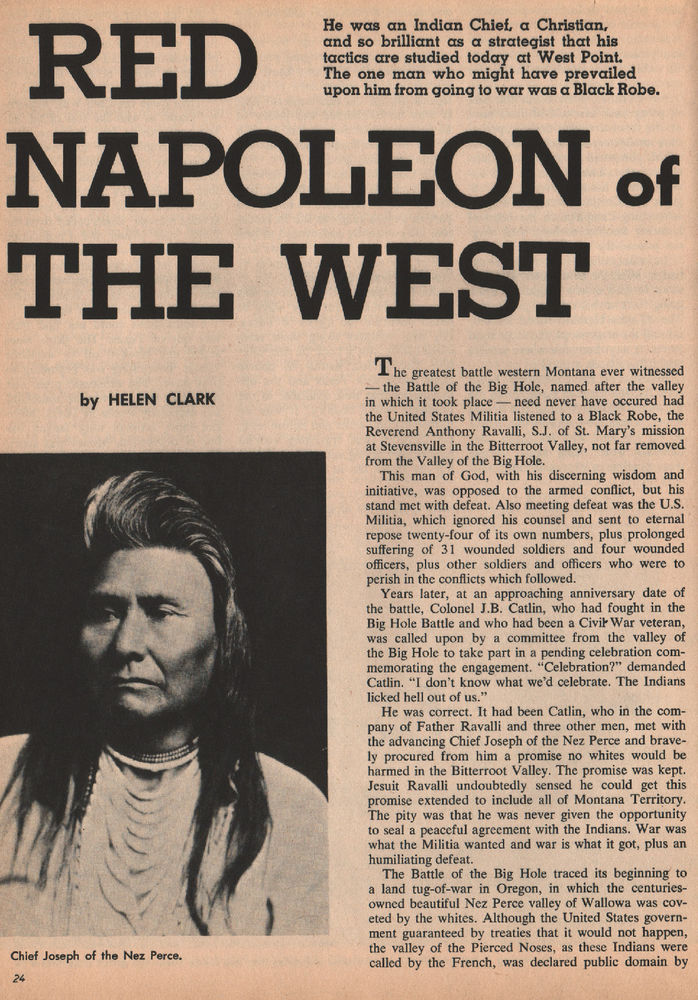 RED
NAPOLEON of
THE WEST
He was an Indian Chief, a Christian,
and so brilliant as a strategist that his
tactics are studied today at West Point.
The one man who might have prevailed
upon him from going to war was a Black Robe.
by HELEN CLARK
The greatest battle western Montana ever witnessed
— the Battle of the Big Hole, named after the valley
in which it took place — need never have occured had
the United States Militia listened to a Black Robe, the
Reverend Anthony Ravalli, S.J. of St. Mary's mission
at Stevensville in the Bitterroot Valley, not far removed
from the Valley of the Big Hole.
This man of God, with his discerning wisdom and
initiative, was opposed to the armed conflict, but his
stand met with defeat. Also meeting defeat was the U.S.
Militia, which ignored his counsel and sent to eternal
repose twenty-four of its own numbers, plus prolonged
suffering of 31 wounded soldiers and four wounded
officers, plus other soldiers and officers who were to
perish in the conflicts which followed.
Years later, at an approaching anniversary date of
the battle, Colonel J.B. Catlin, who had fought in the
Big Hole Battle and who had been a Civil War veteran,
was called upon by a committee from the valley of
the Big Hole to take part in a pending celebration com-
memorating the engagement. "Celebration?" demanded
Catlin. "I don't know what we'd celebrate. The Indians
licked hell out of us."
He was correct. It had been Catlin, who in the com-
pany of Father Ravalli and three other men, met with
the advancing Chief Joseph of the Nez Perce and brave-
ly procured from him a promise no whites would be
harmed in the Bitterroot Valley. The promise was kept.
Jesuit Ravalli undoubtedly sensed he could get this
promise extended to include all of Montana Territory.
The pity was that he was never given the opportunity
to seal a peaceful agreement with the Indians. War was
what the Militia wanted and war is what it got, plus an
humiliating defeat.
The Battle of the Big Hole traced its beginning to
a land tug-of-war in Oregon, in which the centuries-
owned beautiful Nez Perce valley of Wallowa was cov-
eted by the whites. Although the United States govern-
ment guaranteed by treaties that it would not happen,
the valley of the Pierced Noses, as these Indians were
called by the French, was declared public domain by
Chief Joseph of the Nez Perce.
24